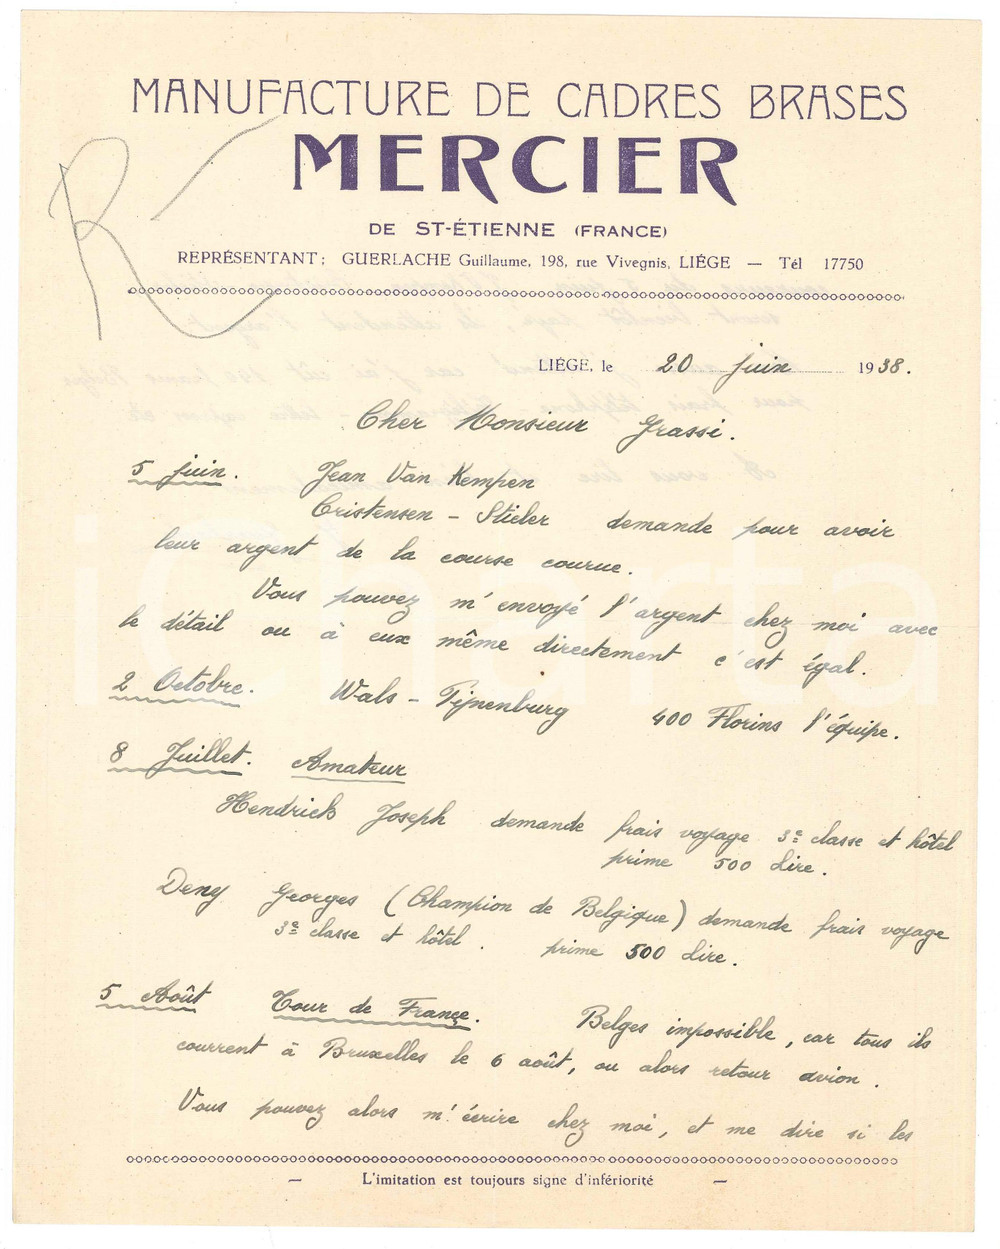 MANUFACTURE DE CADRES BRASES
MERCIER
DE ST-ÉTIENNE (FRANCE)
REPRÉSENTANT: GUERLACHE Guillaume, 198, rue Vivegnis, LIÉGE — Tél 17750
R
LIÉGE, le 20 juin 1938.
Cher Monsieur Grassi.
5 juin. Jean Van Kempen
Cristensen - Stieler demande pour avoir
leur argent de la course courue.
Vous pouvez m'envoyé l'argent chez moi avec
le détail ou à eux même directement c'est égal.
2 Octobre. Wals - Pijnenburg 400 Florins l'équipe.
8 Juillet. Amateur
Hendrick Joseph demande frais voyage 3e classe et hôtel
prime 500 Lire.
Deny Georges (Champion de Belgique) demande frais voyage
3e classe et hôtel. prime 500 Lire.
5 Août Tour de France. Belges impossible, car tous ils
courrent à Bruxelles le 6 août, ou alors retour avion.
Vous pouvez alors m'écrire chez moi, et me dire si les
— L'imitation est toujours signe d'infériorité —
iCharta